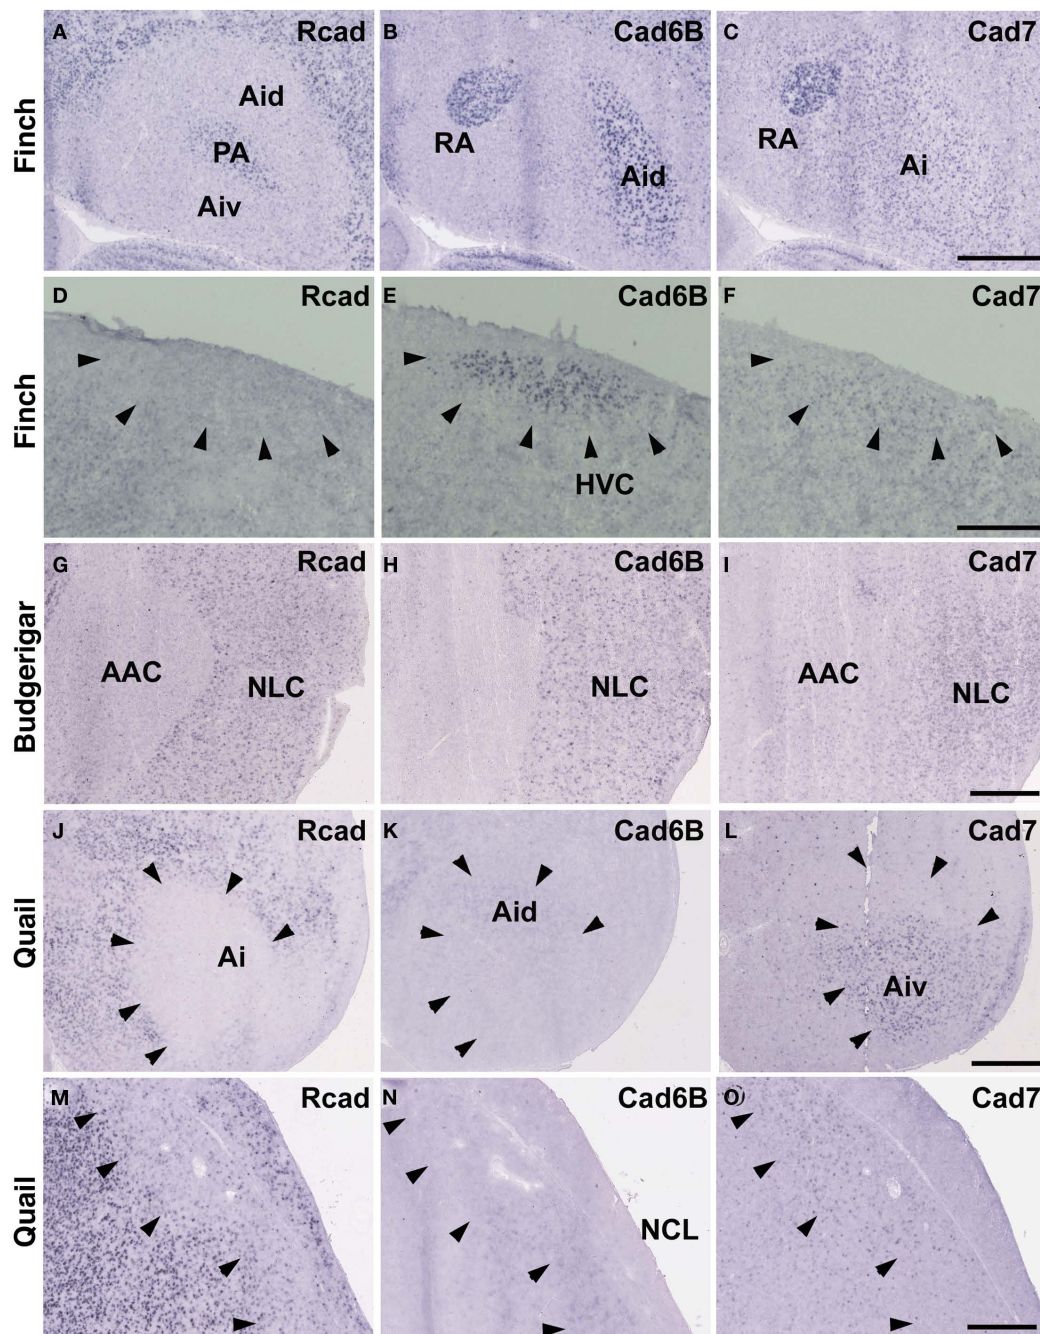 Finch
A Rcad
Aid
PA
Aiv
B Cad6B
RA
Aid
C Cad7
RA
Ai
Finch
D Rcad
E Cad6B
HVC
F Cad7
Budgerigar
G Rcad
AAC
NLC
H Cad6B
NLC
I Cad7
AAC
NLC
Quail
J Rcad
Ai
K Cad6B
Aid
L Cad7
Aiv
Quail
M Rcad
N Cad6B
NCL
O Cad7